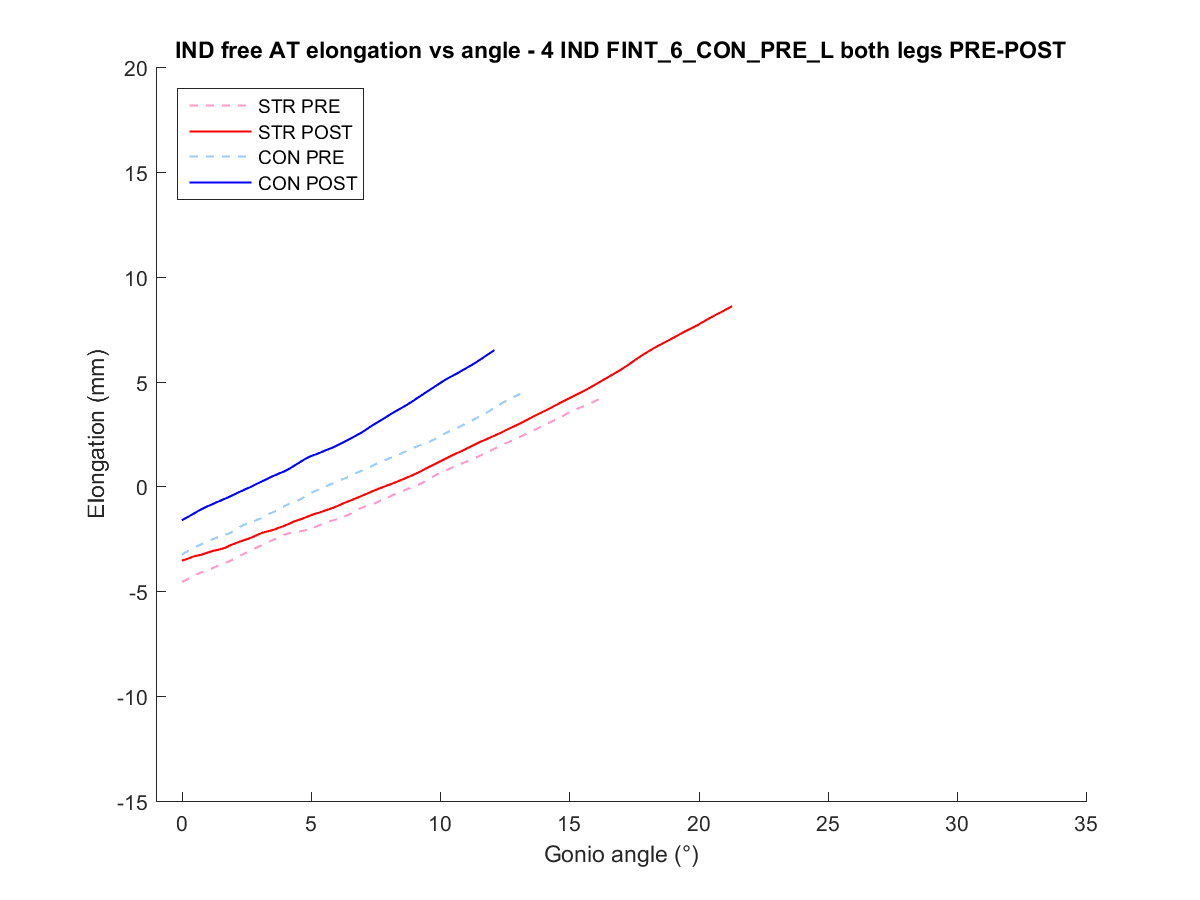 IND free AT elongation vs angle - 4 IND FINT_6_CON_PRE_L both legs PRE-POST
20
15
10
5
0
-5
-10
-15
Elongation (mm)
STR PRE
STR POST
CON PRE
CON POST
0 5 10 15 20 25 30 35
Gonio angle (°)